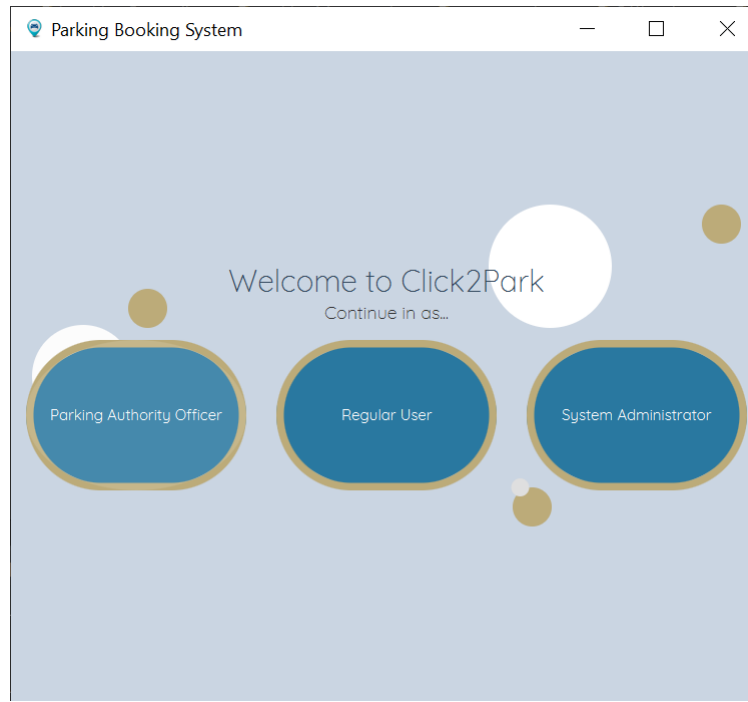 Parking Booking System
Welcome to Click2Park
Continue in as...
Parking Authority Officer
Regular User
System Administrator